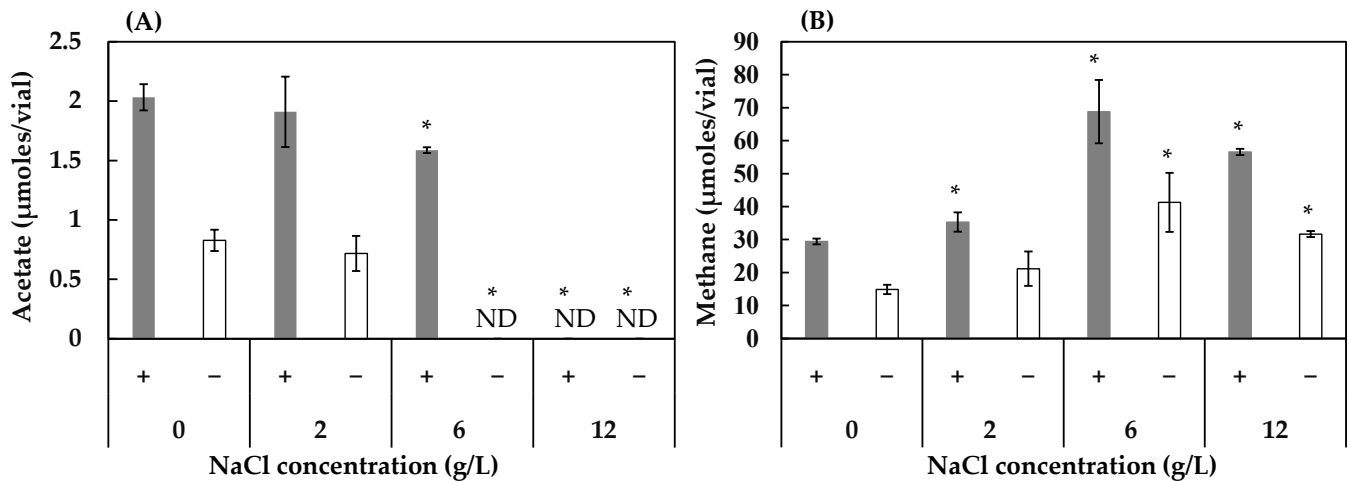 (A)
Acetate (µmoles/vial)
2.5
2
1.5
1
0.5
0
*
* * *
ND ND ND
+ − + − + − + −
0 2 6 12
NaCl concentration (g/L)
(B)
Methane (µmoles/vial)
90
80
70
60
50
40
30
20
10
0
*
*
*
*
*
+ − + − + − + −
0 2 6 12
NaCl concentration (g/L)